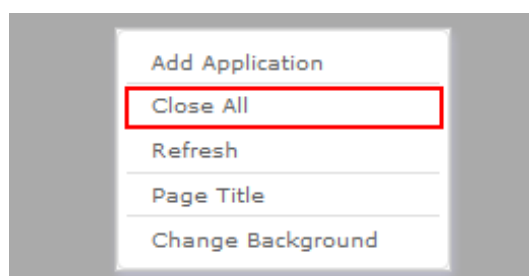 Add Application
Close All
Refresh
Page Title
Change Background